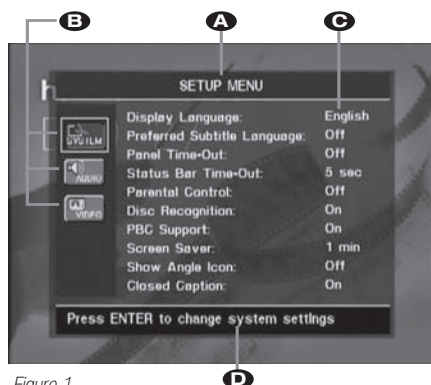 B A C
h
SETUP MENU
Display Language: English
Preferred Subtitle Language: Off
Panel Time-Out: Off
Status Bar Time-Out: 5 sec
Parental Control: Off
Disc Recognition: On
PBC Support: On
Screen Saver: 1 min
Show Angle Icon: Off
Closed Caption: On
SYSTEM
AUDIO
VIDEO
Press ENTER to change system settings
Figure 1
D